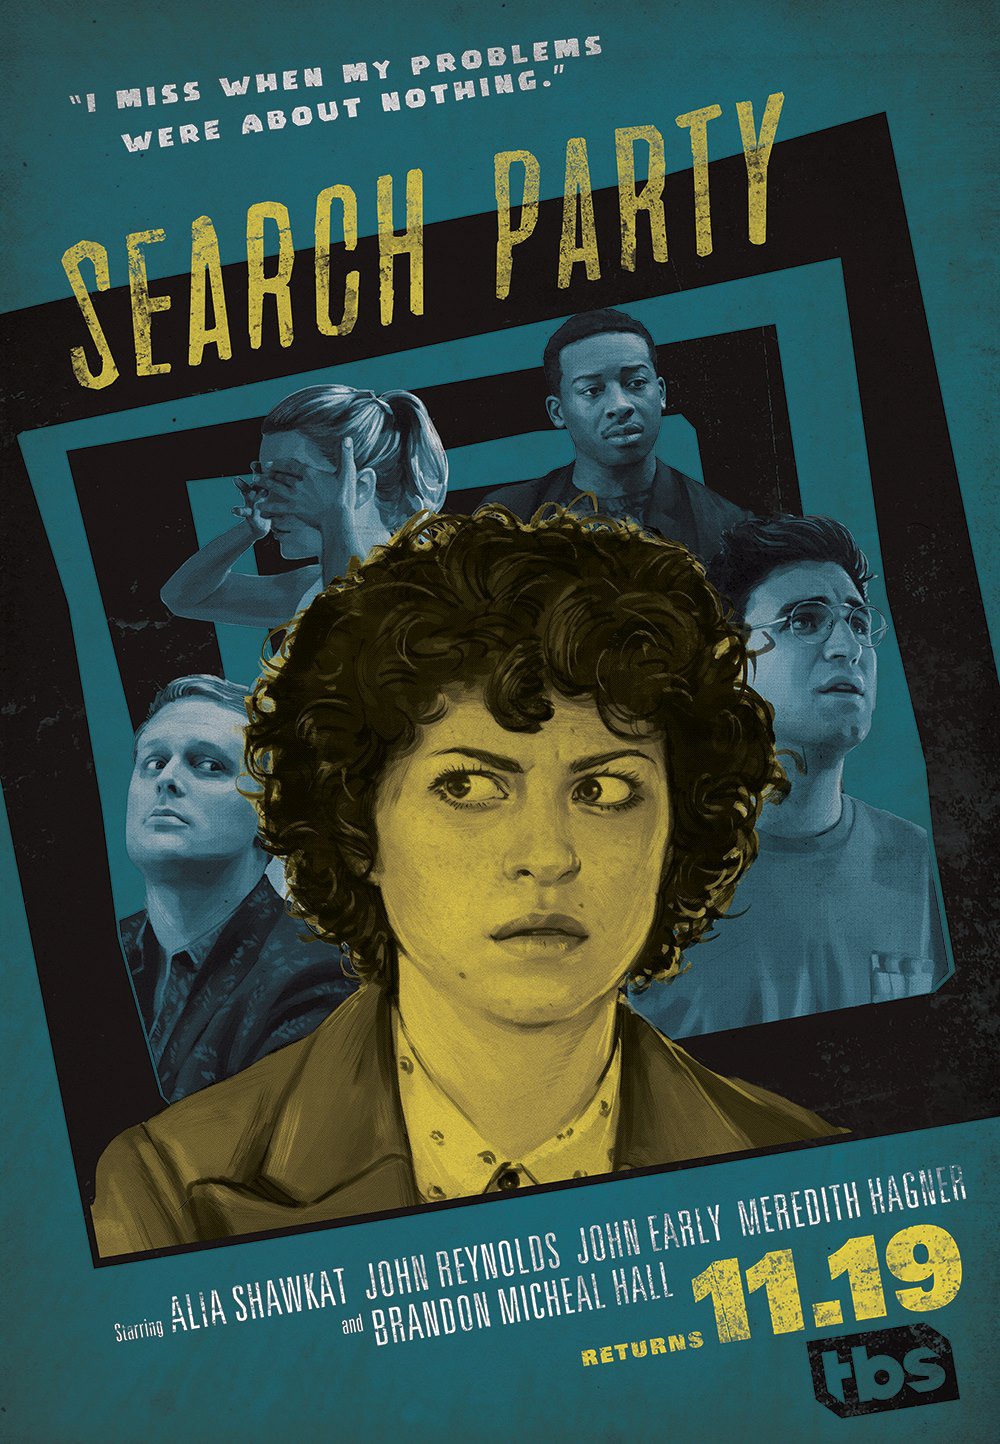 "I MISS WHEN MY PROBLEMS
WERE ABOUT NOTHING."
SEARCH PARTY
Starring ALIA SHAWKAT JOHN REYNOLDS JOHN EARLY MEREDITH HAGNER
and BRANDON MICHEAL HALL
RETURNS 11.19
tbs